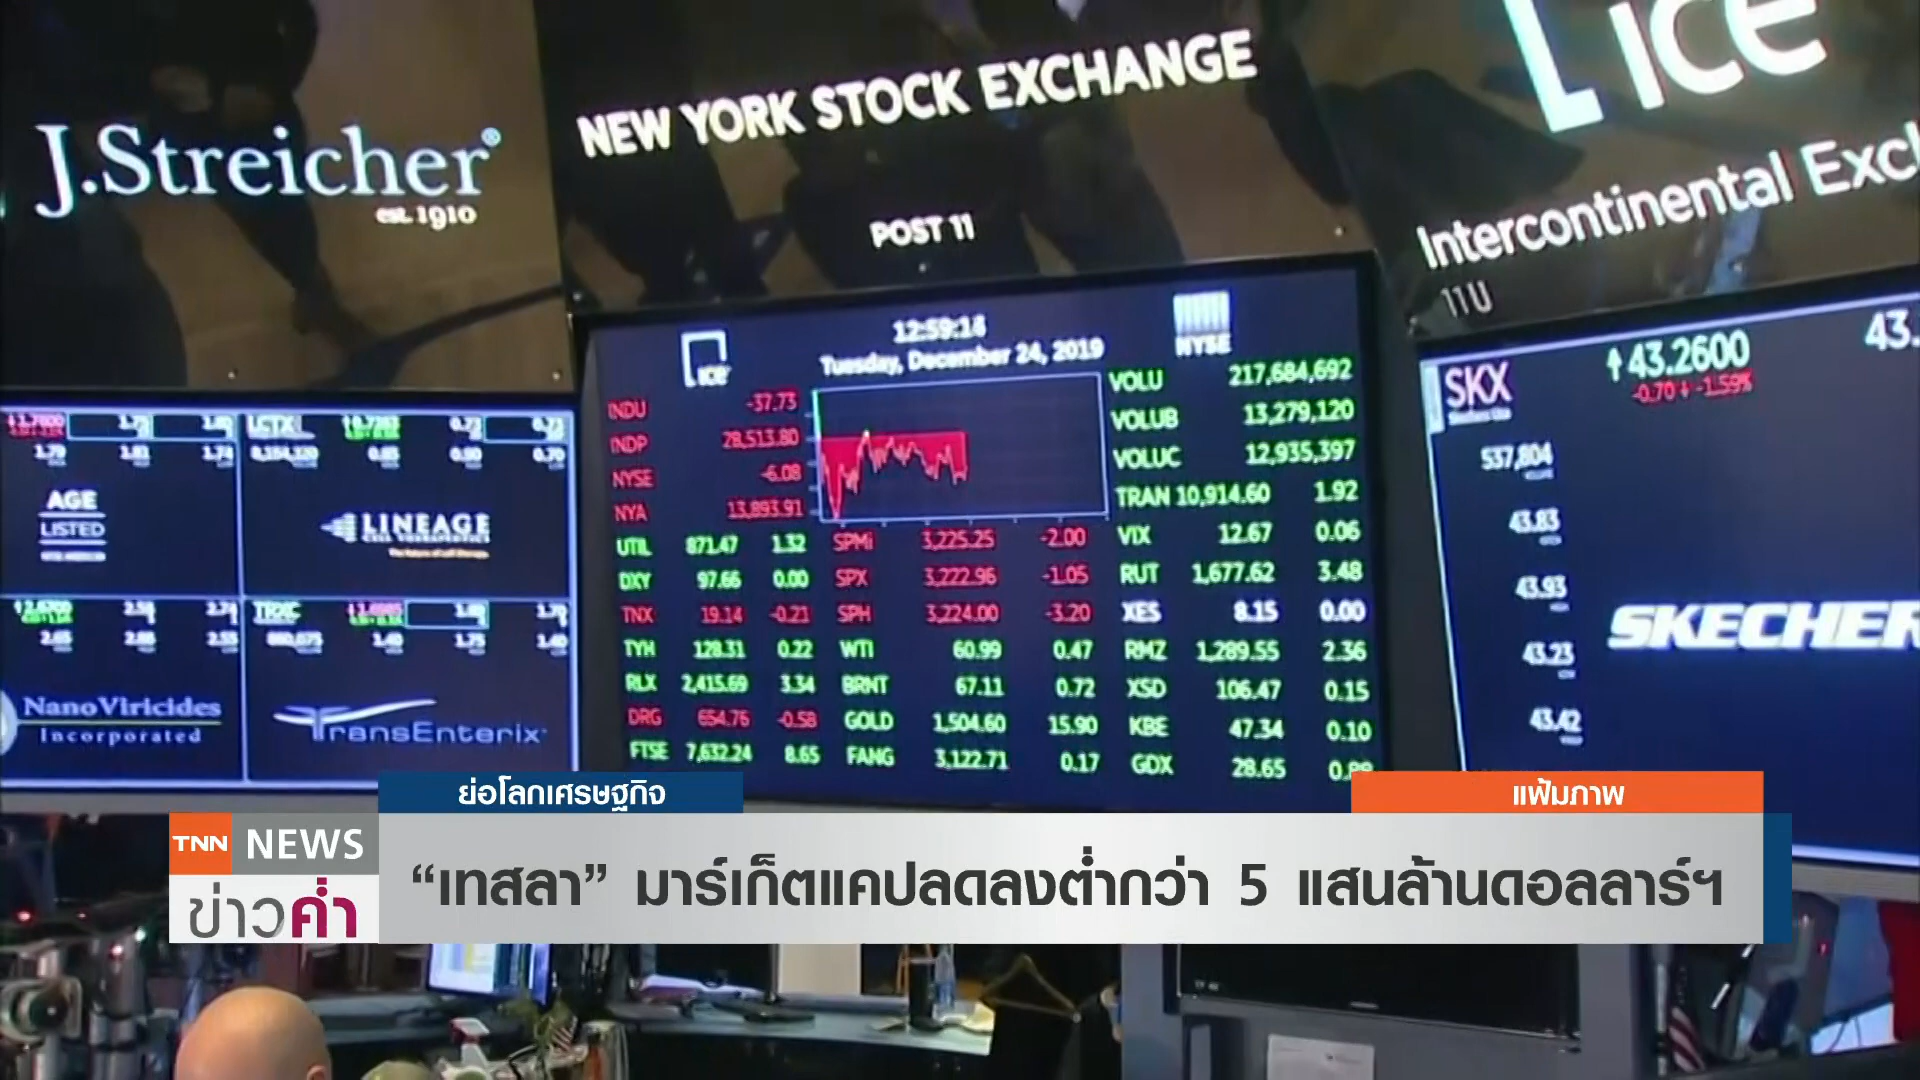 J.Streicher®
est. 1910
NEW YORK STOCK EXCHANGE
POST 11
ice
Intercontinental Exch
11U
ice
12:59:18
Tuesday, December 24, 2019
NYSE
INDU -37.73
INDP 28,513.80
NYSE -6.08
NYA 13,893.91
VOLU 217,684,692
VOLUB 13,279,120
VOLUC 12,935,397
TRAN 10,914.60 1.92
UTIL 871.47 1.32 SPMi 3,225.25 -2.00 VIX 12.67 0.06
DXY 97.66 0.00 SPX 3,222.96 -1.05 RUT 1,677.62 3.48
TNX 19.14 -0.21 SPH 3,224.00 -3.20 XES 8.15 0.00
TYH 128.31 0.22 WTI 60.99 0.47 RMZ 1,289.55 2.36
RLX 2,415.69 3.34 BRNT 67.11 0.72 XSD 106.47 0.15
DRG 654.76 -0.58 GOLD 1,504.60 15.90 KBE 47.34 0.10
FTSE 7,632.24 8.65 FANG 3,122.71 0.17 GDX 28.65
SKX 43.2600 43.
-0.70 -1.59%
537,804
43.83
43.93
43.23
43.42
SKECHER
AGE
LISTED
LINEAGE
CELL THERAPEUTICS
NanoViricides
Incorporated
TransEnterix
ย่อโลกเศรษฐกิจ
แฟ้มภาพ
TNN NEWS
ข่าวค่ำ
“เทสลา” มาร์เก็ตแคปลดลงต่ำกว่า 5 แสนล้านดอลลาร์ฯ